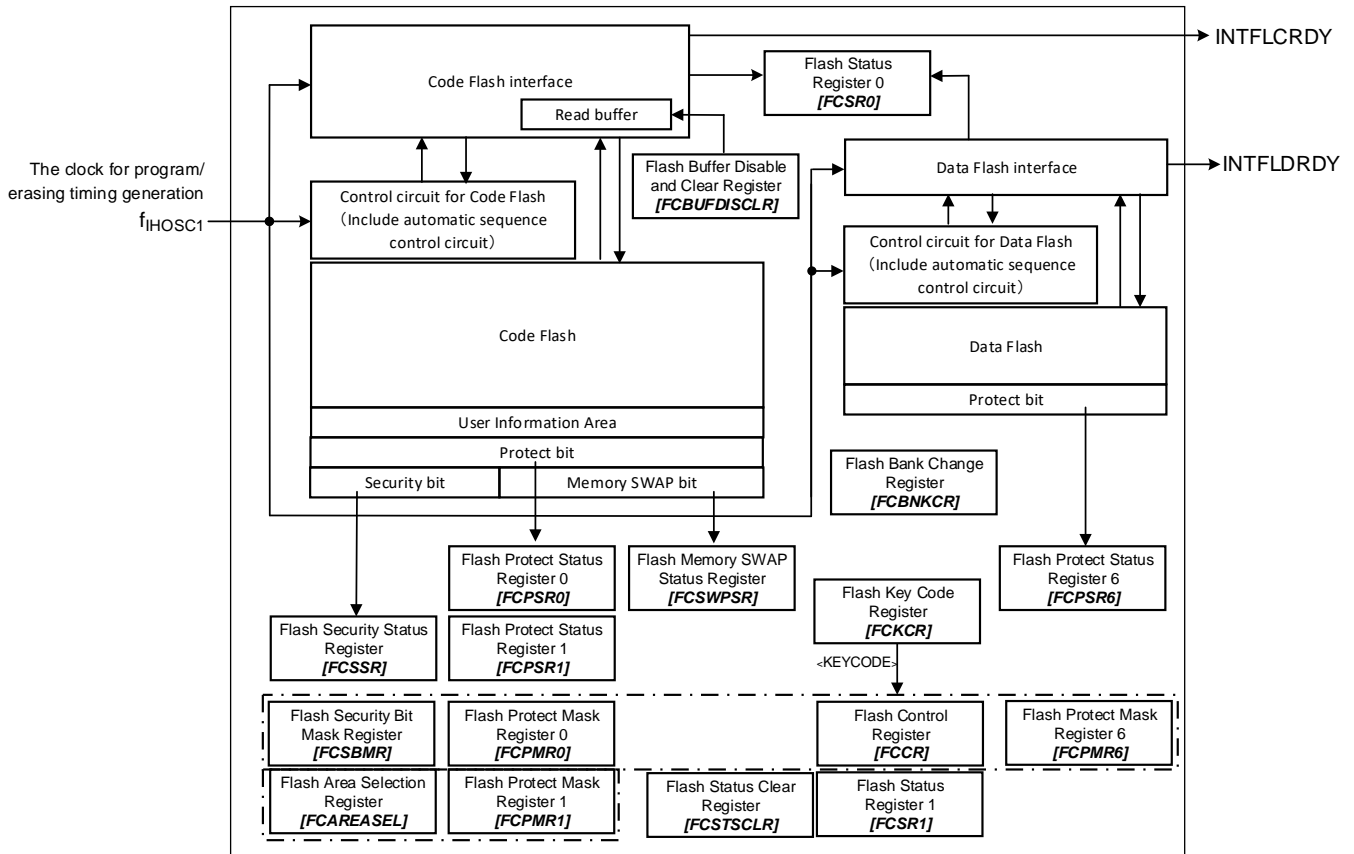 INTFLCRDY
Code Flash interface
Read buffer
Flash Status
Register 0
[FCSR0]
Flash Buffer Disable
and Clear Register
[FCBUFDISCLR]
Data Flash interface
INTFLDRDY
The clock for program/
erasing timing generation
fIHOSC1
Control circuit for Code Flash
（Include automatic sequence
control circuit）
Control circuit for Data Flash
（Include automatic sequence
control circuit）
Code Flash
Data Flash
Protect bit
User Information Area
Protect bit
Security bit
Memory SWAP bit
Flash Bank Change
Register
[FCBNKCR]
Flash Protect Status
Register 0
[FCPSR0]
Flash Memory SWAP
Status Register
[FCSWPSR]
Flash Protect Status
Register 6
[FCPSR6]
Flash Key Code
Register
[FCKCR]
Flash Security Status
Register
[FCSSR]
Flash Protect Status
Register 1
[FCPSR1]
<KEYCODE>
Flash Security Bit
Mask Register
[FCSBMR]
Flash Protect Mask
Register 0
[FCPMR0]
Flash Control
Register
[FCCR]
Flash Protect Mask
Register 6
[FCPMR6]
Flash Area Selection
Register
[FCAREASEL]
Flash Protect Mask
Register 1
[FCPMR1]
Flash Status Clear
Register
[FCSTSCLR]
Flash Status
Register 1
[FCSR1]